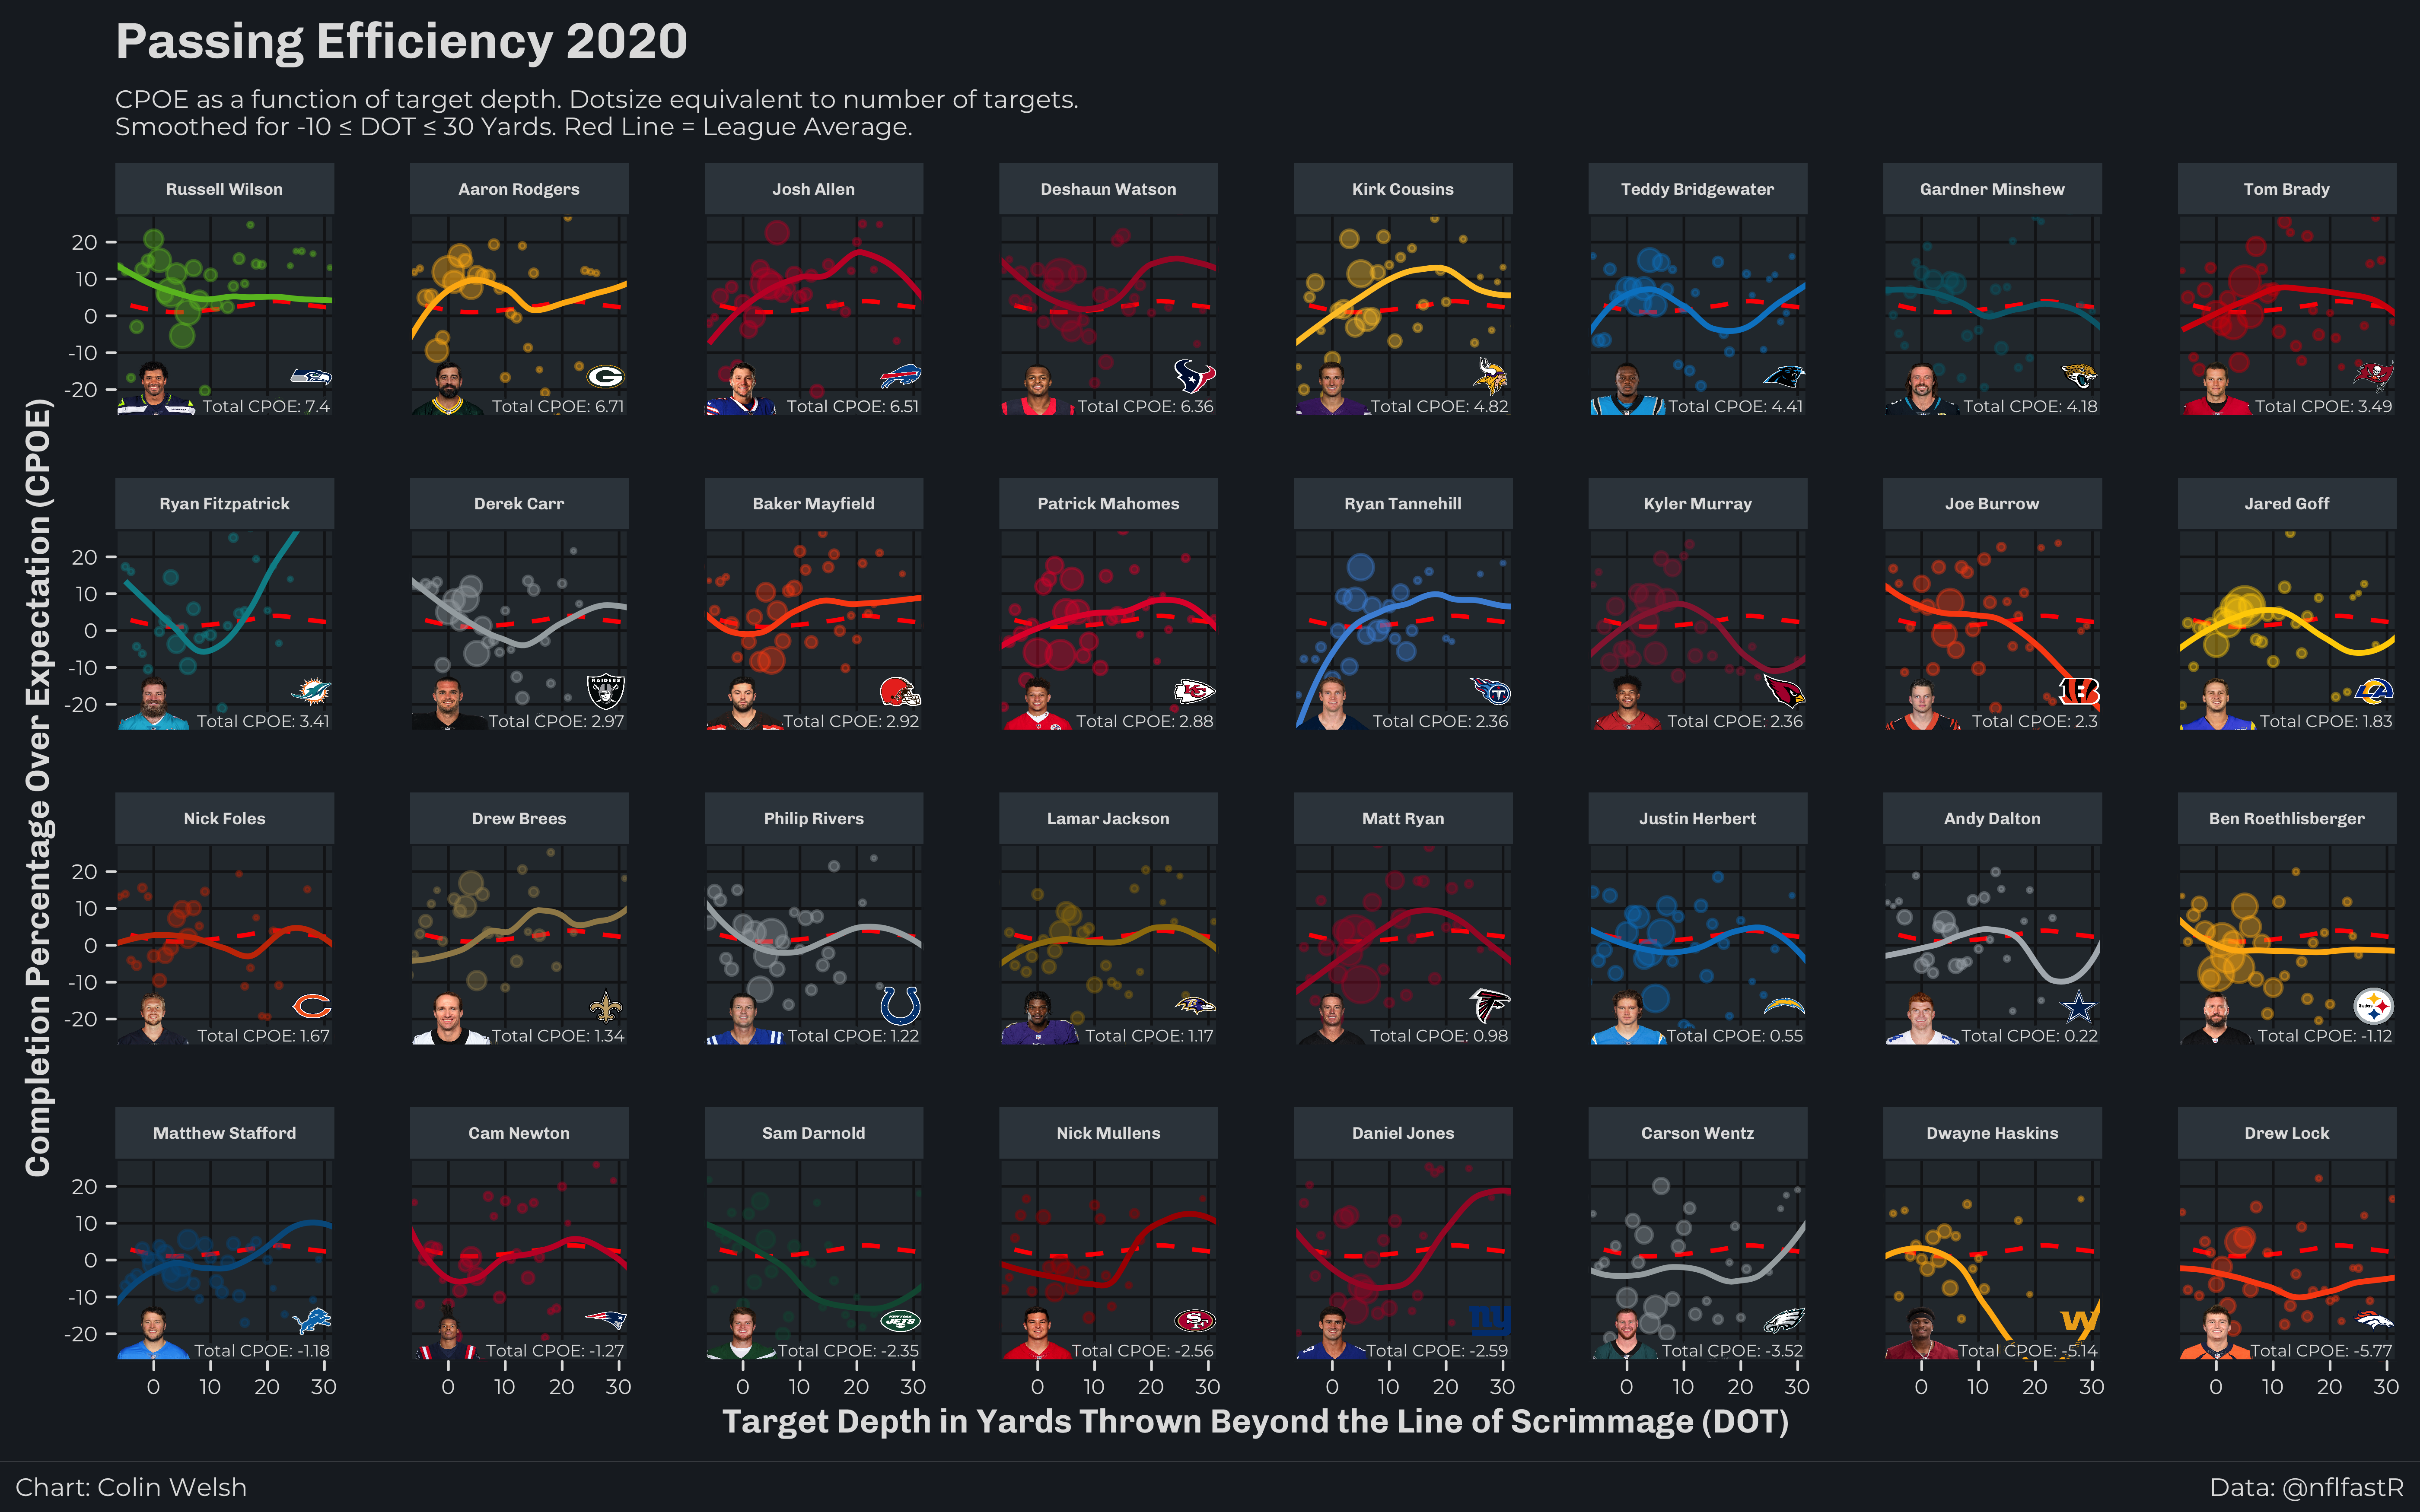 Passing Efficiency 2020
CPOE as a function of target depth. Dotsize equivalent to number of targets.
Smoothed for -10 ≤ DOT ≤ 30 Yards. Red Line = League Average.
Completion Percentage Over Expectation (CPOE)
Russell Wilson Aaron Rodgers Josh Allen Deshaun Watson Kirk Cousins Teddy Bridgewater Gardner Minshew Tom Brady
20
10
0
-10
-20
Total CPOE: 7.4 Total CPOE: 6.71 Total CPOE: 6.51 Total CPOE: 6.36 Total CPOE: 4.82 Total CPOE: 4.41 Total CPOE: 4.18 Total CPOE: 3.49
Ryan Fitzpatrick Derek Carr Baker Mayfield Patrick Mahomes Ryan Tannehill Kyler Murray Joe Burrow Jared Goff
20
10
0
-10
-20
RAIDERS
Total CPOE: 3.41 Total CPOE: 2.97 Total CPOE: 2.92 Total CPOE: 2.88 Total CPOE: 2.36 Total CPOE: 2.36 Total CPOE: 2.3 Total CPOE: 1.83
Nick Foles Drew Brees Philip Rivers Lamar Jackson Matt Ryan Justin Herbert Andy Dalton Ben Roethlisberger
20
10
0
-10
-20
Total CPOE: 1.67 Total CPOE: 1.34 Total CPOE: 1.22 Total CPOE: 1.17 Total CPOE: 0.98 Total CPOE: 0.55 Total CPOE: 0.22 Total CPOE: -1.12
Matthew Stafford Cam Newton Sam Darnold Nick Mullens Daniel Jones Carson Wentz Dwayne Haskins Drew Lock
20
10
0
-10
-20
JETS SF ny W
Total CPOE: -1.18 Total CPOE: -1.27 Total CPOE: -2.35 Total CPOE: -2.56 Total CPOE: -2.59 Total CPOE: -3.52 Total CPOE: -5.14 Total CPOE: -5.77
0 10 20 30 0 10 20 30 0 10 20 30 0 10 20 30 0 10 20 30 0 10 20 30 0 10 20 30 0 10 20 30
Target Depth in Yards Thrown Beyond the Line of Scrimmage (DOT)
Chart: Colin Welsh
Data: @nflfastR